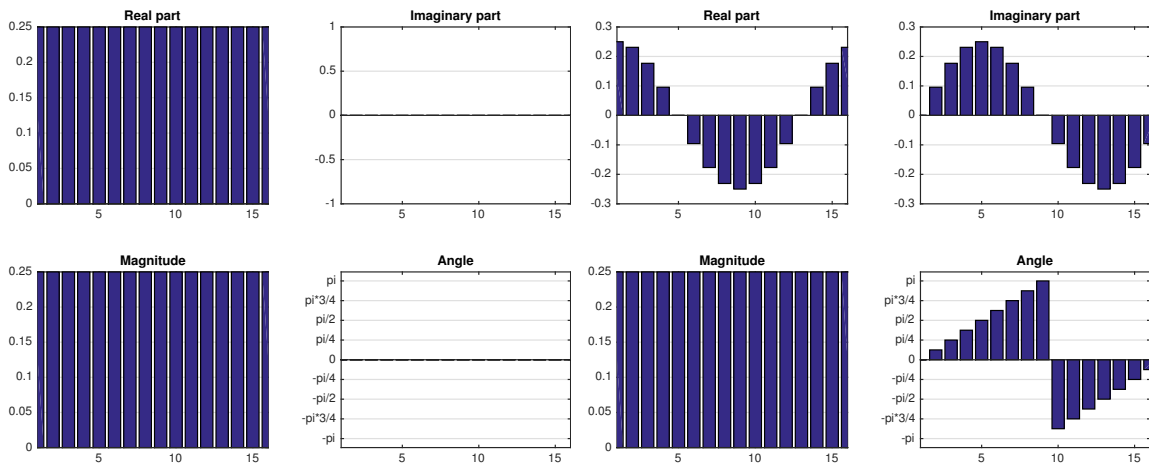 Real part
Imaginary part
Real part
Imaginary part
0.25
0.2
0.15
0.1
0.05
0
5
10
15
1
0.5
0
-0.5
-1
5
10
15
0.3
0.2
0.1
0
-0.1
-0.2
-0.3
5
10
15
0.3
0.2
0.1
0
-0.1
-0.2
-0.3
5
10
15
Magnitude
Angle
Magnitude
Angle
0.25
0.2
0.15
0.1
0.05
0
5
10
15
pi
pi*3/4
pi/2
pi/4
0
-pi/4
-pi/2
-pi*3/4
-pi
5
10
15
0.25
0.2
0.15
0.1
0.05
0
5
10
15
pi
pi*3/4
pi/2
pi/4
0
-pi/4
-pi/2
-pi*3/4
-pi
5
10
15